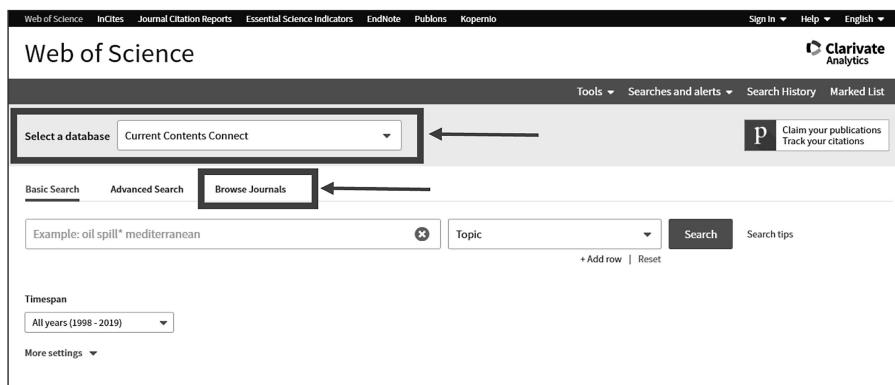 Web of Science InCites Journal Citation Reports Essential Science Indicators EndNote Publons Kopernio Sign In Help English
Web of Science
Clarivate
Analytics
Tools Searches and alerts Search History Marked List
Select a database Current Contents Connect
p Claim your publications
Track your citations
Basic Search Advanced Search Browse Journals
Example: oil spill* mediterranean Topic Search Search tips
+ Add row | Reset
Timespan
All years (1998 - 2019)
More settings